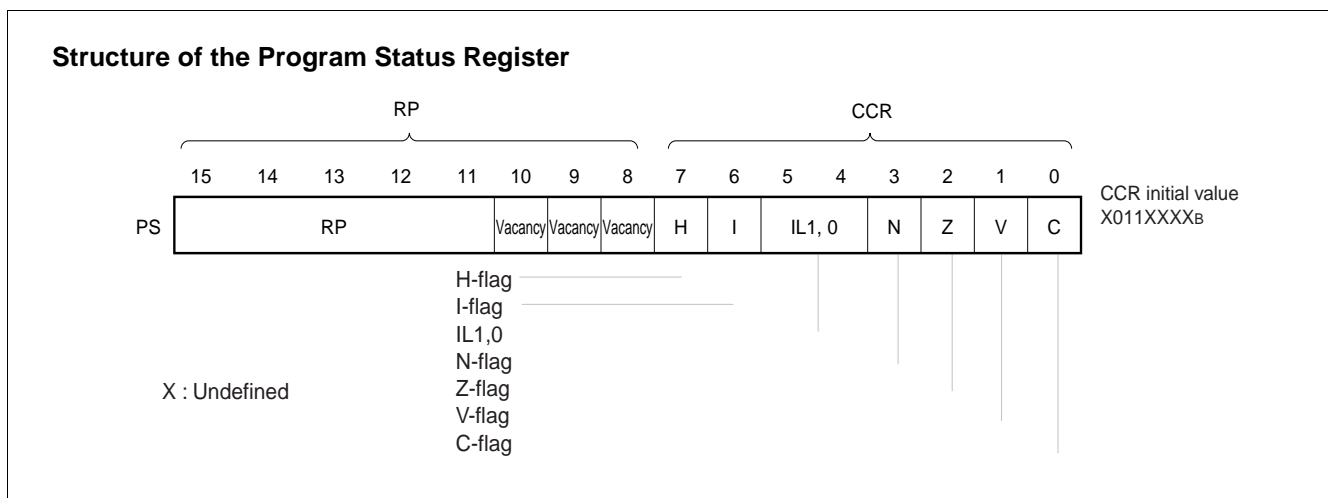 Structure of the Program Status Register
RP CCR
15 14 13 12 11 10 9 8 7 6 5 4 3 2 1 0
CCR initial value
X011XXXXB
PS RP Vacancy Vacancy Vacancy H I IL1, 0 N Z V C
H-flag
I-flag
IL1,0
N-flag
X : Undefined
Z-flag
V-flag
C-flag